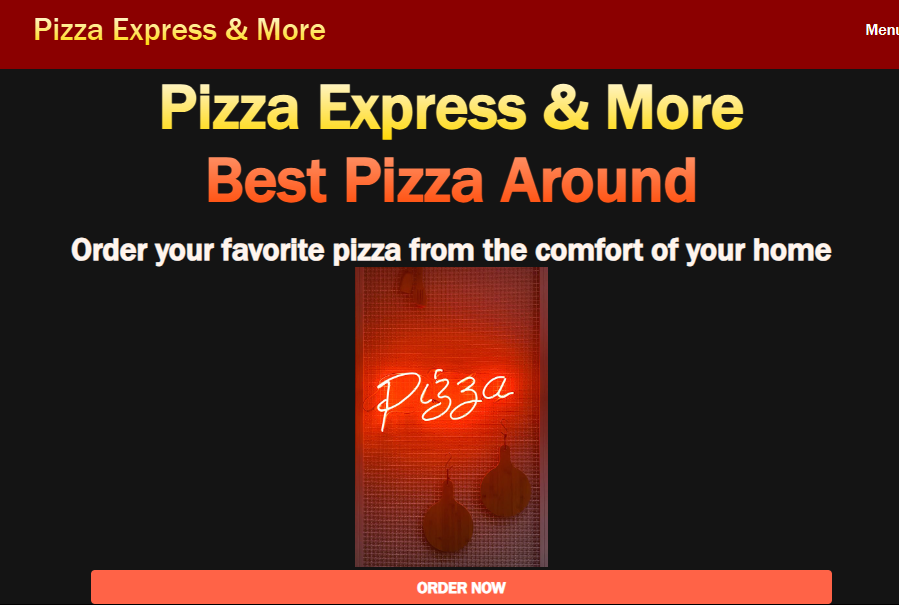 Pizza Express & More
Menu
Pizza Express & More
Best Pizza Around
Order your favorite pizza from the comfort of your home
Pizza
ORDER NOW